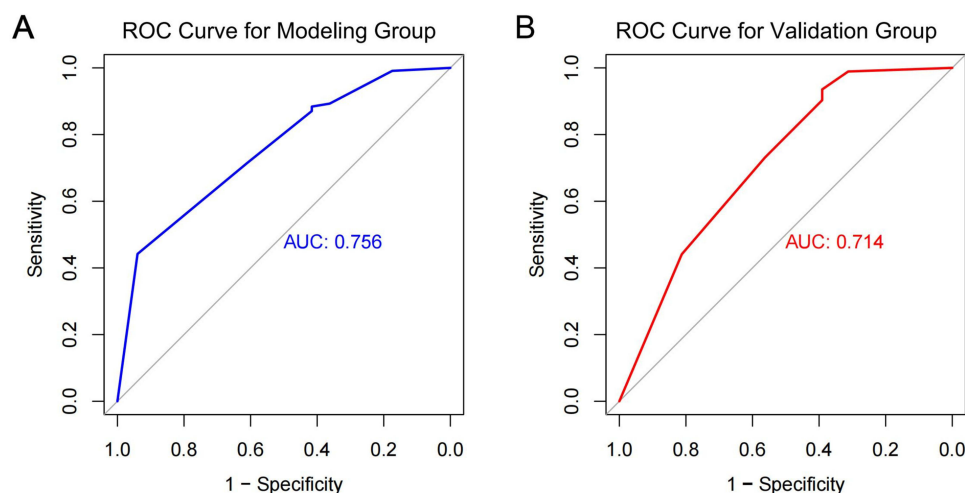 A
ROC Curve for Modeling Group
Sensitivity
1.0
0.8
0.6
0.4
0.2
0.0
AUC: 0.756
1.0 0.8 0.6 0.4 0.2 0.0
1 − Specificity
B
ROC Curve for Validation Group
Sensitivity
1.0
0.8
0.6
0.4
0.2
0.0
AUC: 0.714
1.0 0.8 0.6 0.4 0.2 0.0
1 − Specificity